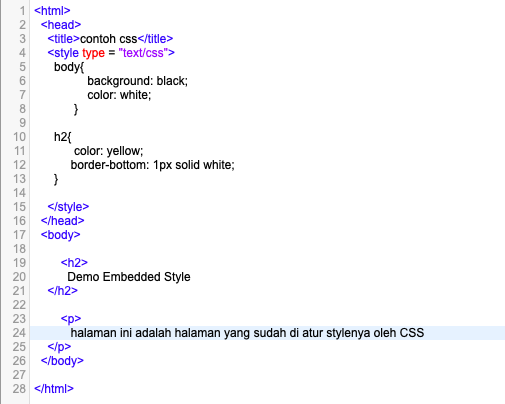 1 <html>
2 <head>
3 <title>contoh css</title>
4 <style type = "text/css">
5 body{
6 background: black;
7 color: white;
8 }
9
10 h2{
11 color: yellow;
12 border-bottom: 1px solid white;
13 }
14
15 </style>
16 </head>
17 <body>
18
19 <h2>
20 Demo Embedded Style
21 </h2>
22
23 <p>
24 halaman ini adalah halaman yang sudah di atur stylenya oleh CSS
25 </p>
26 </body>
27
28 </html>